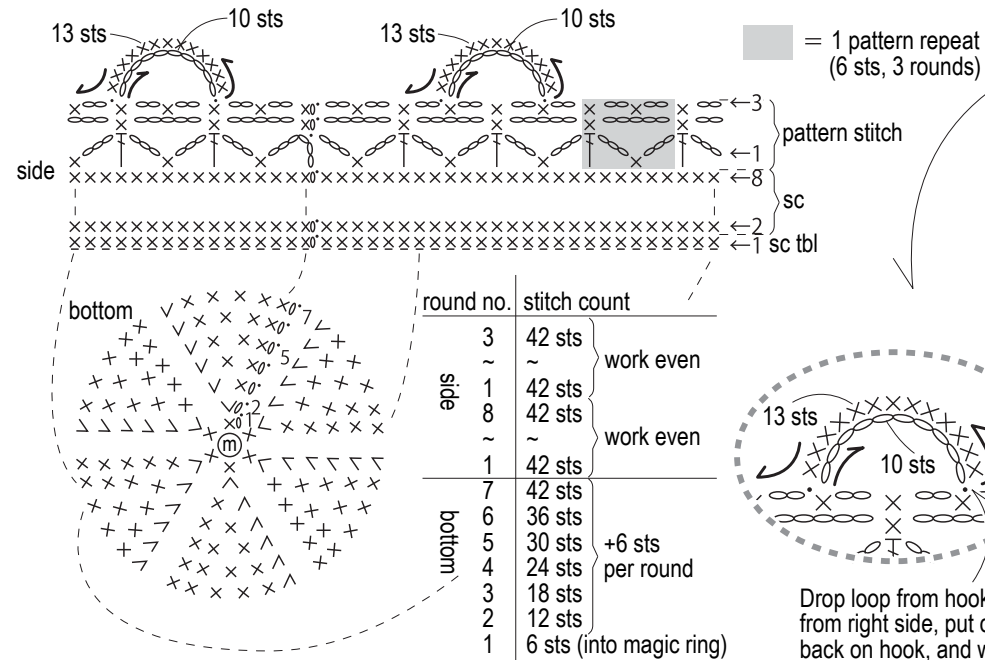 13 sts
10 sts
13 sts
10 sts
= 1 pattern repeat
(6 sts, 3 rounds)
←3
pattern stitch
←1
side
←8
sc
←2
←1 sc tbl
bottom
7
5
2
1
m
round no. stitch count
side
3 42 sts
~ ~
1 42 sts
work even
8 42 sts
~ ~
1 42 sts
work even
bottom
7 42 sts
6 36 sts
5 30 sts
4 24 sts
3 18 sts
2 12 sts
+6 sts
per round
1 6 sts (into magic ring)
13 sts
10 sts
Drop loop from hook
from right side, put
back on hook, and